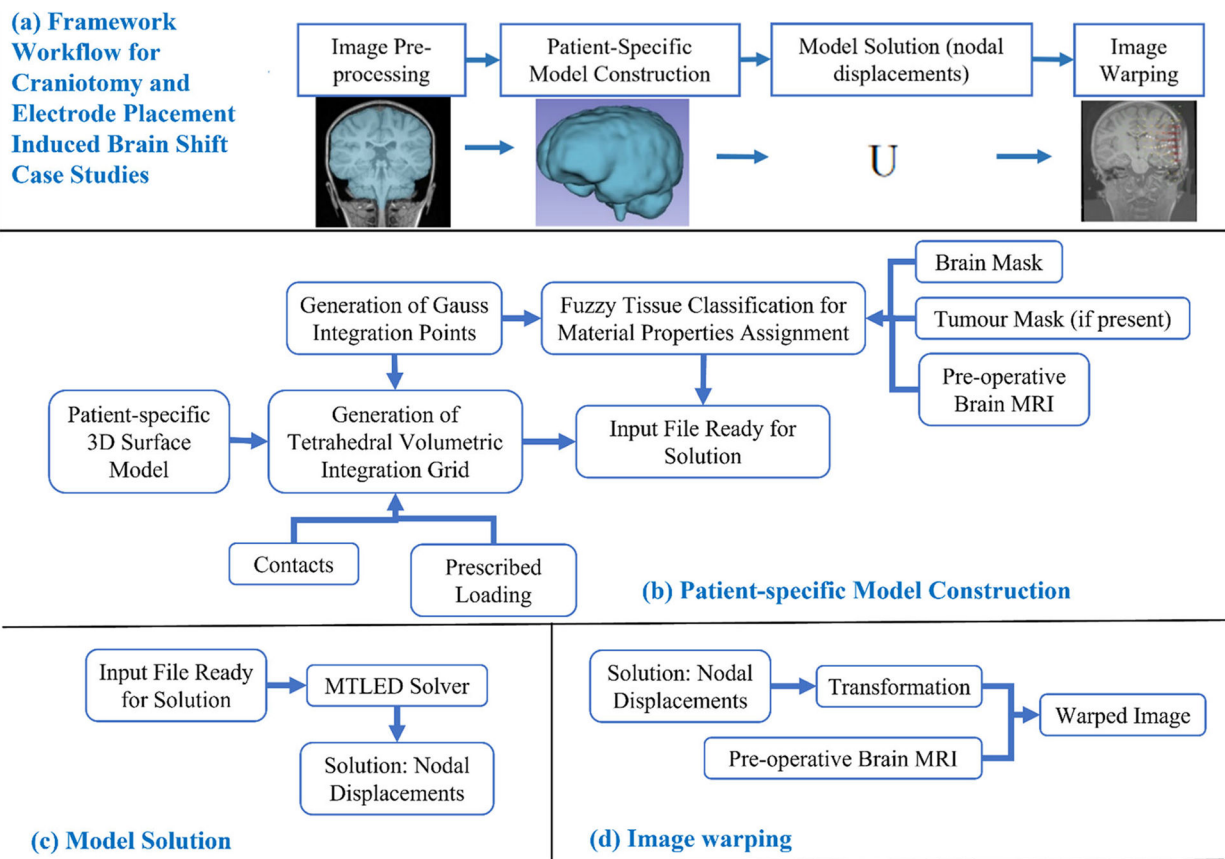 (a) Framework
Workflow for
Craniotomy and
Electrode Placement
Induced Brain Shift
Case Studies
Image Pre-
processing
Patient-Specific
Model Construction
Model Solution (nodal
displacements)
Image
Warping
U
Generation of Gauss
Integration Points
Fuzzy Tissue Classification for
Material Properties Assignment
Brain Mask
Tumour Mask (if present)
Pre-operative
Brain MRI
Patient-specific
3D Surface
Model
Generation of
Tetrahedral Volumetric
Integration Grid
Input File Ready for
Solution
Contacts
Prescribed
Loading
(b) Patient-specific Model Construction
Input File Ready
for Solution
MTLED Solver
Solution: Nodal
Displacements
(c) Model Solution
Solution: Nodal
Displacements
Transformation
Warped Image
Pre-operative Brain MRI
(d) Image warping